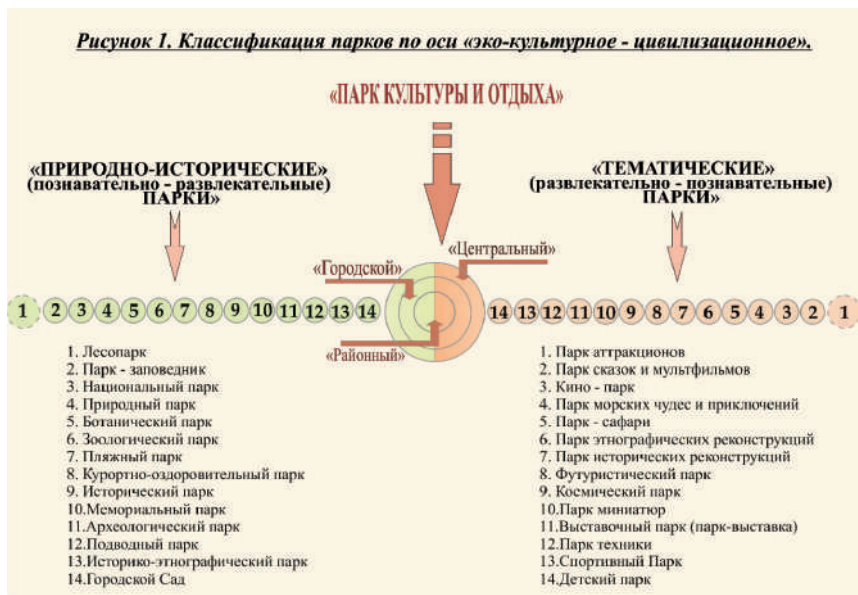 Рисунок 1. Классификация парков по оси «эко-культурное - цивилизационное».
«ПАРК КУЛЬТУРЫ И ОТДЫХА»
«ПРИРОДНО-ИСТОРИЧЕСКИЕ»
(познавательно - развлекательные)
ПАРКИ»
«ТЕМАТИЧЕСКИЕ»
(развлекательно - познавательные)
ПАРКИ»
«Центральный»
«Городской»
1 2 3 4 5 6 7 8 9 10 11 12 13 14
14 13 12 11 10 9 8 7 6 5 4 3 2 1
«Районный»
1. Лесопарк
2. Парк - заповедник
3. Национальный парк
4. Природный парк
5. Ботанический парк
6. Зоологический парк
7. Пляжный парк
8. Курортно-оздоровительный парк
9. Исторический парк
10.Мемориальный парк
11.Археологический парк
12.Подводный парк
13.Историко-этнографический парк
14.Городской Сад
1. Парк аттракционов
2. Парк сказок и мультфильмов
3. Кино - парк
4. Парк морских чудес и приключений
5. Парк - сафари
6. Парк этнографических реконструкций
7. Парк исторических реконструкций
8. Футуристический парк
9. Космический парк
10.Парк миниатюр
11.Выставочный парк (парк-выставка)
12.Парк техники
13.Спортивный Парк
14.Детский парк